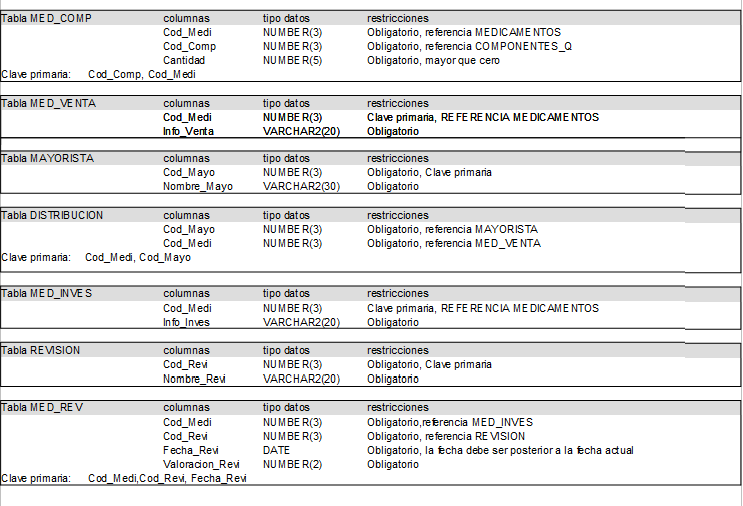 Tabla MED_COMP columnas tipo datos restricciones
Cod_Medi NUMBER(3) Obligatorio, referencia MEDICAMENTOS
Cod_Comp NUMBER(3) Obligatorio, referencia COMPONENTES_Q
Cantidad NUMBER(5) Obligatorio, mayor que cero
Clave primaria: Cod_Comp, Cod_Medi
Tabla MED_VENTA columnas tipo datos restricciones
Cod_Medi NUMBER(3) Clave primaria, REFERENCIA MEDICAMENTOS
Info_Venta VARCHAR2(20) Obligatorio
Tabla MAYORISTA columnas tipo datos restricciones
Cod_Mayo NUMBER(3) Obligatorio, Clave primaria
Nombre_Mayo VARCHAR2(30) Obligatorio
Tabla DISTRIBUCION columnas tipo datos restricciones
Cod_Mayo NUMBER(3) Obligatorio, referencia MAYORISTA
Cod_Medi NUMBER(3) Obligatorio, referencia MED_VENTA
Clave primaria: Cod_Medi, Cod_Mayo
Tabla MED_INVES columnas tipo datos restricciones
Cod_Medi NUMBER(3) Clave primaria, REFERENCIA MEDICAMENTOS
Info_Inves VARCHAR2(20) Obligatorio
Tabla REVISION columnas tipo datos restricciones
Cod_Revi NUMBER(3) Obligatorio, Clave primaria
Nombre_Revi VARCHAR2(20) Obligatorio
Tabla MED_REV columnas tipo datos restricciones
Cod_Medi NUMBER(3) Obligatorio,referencia MED_INVES
Cod_Revi NUMBER(3) Obligatorio, referencia REVISION
Fecha_Revi DATE Obligatorio, la fecha debe ser posterior a la fecha actual
Valoracion_Revi NUMBER(2) Obligatorio
Clave primaria: Cod_Medi,Cod_Revi, Fecha_Revi